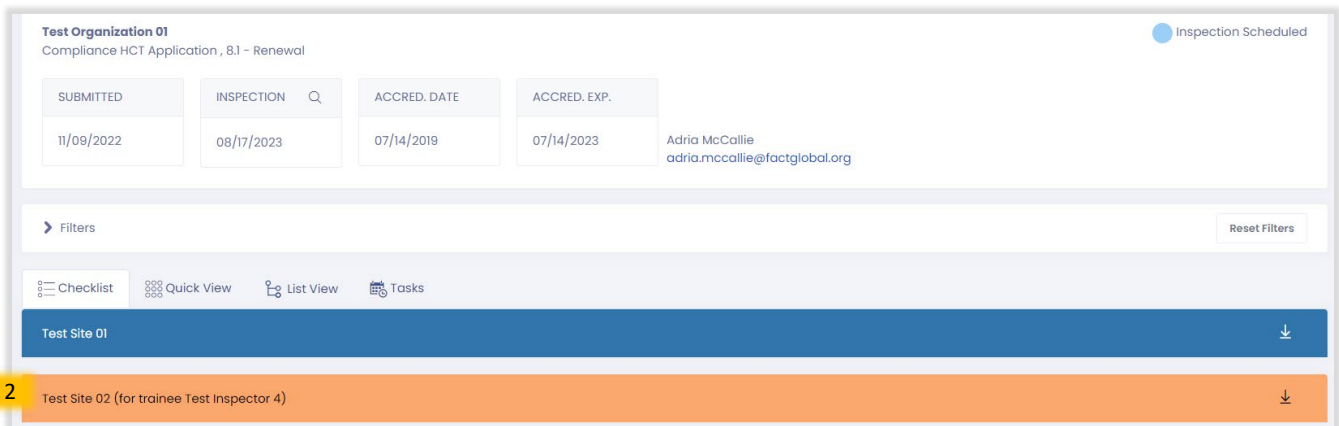 Test Organization 01
Inspection Scheduled
Compliance HCT Application , 8.1 - Renewal
SUBMITTED
INSPECTION
ACCRED. DATE
ACCRED. EXP.
11/09/2022
08/17/2023
07/14/2019
07/14/2023
Adria McCallie
adria.mccallie@factglobal.org
Filters
Reset Filters
Checklist
Quick View
List View
Tasks
Test Site 01
2
Test Site 02 (for trainee Test Inspector 4)